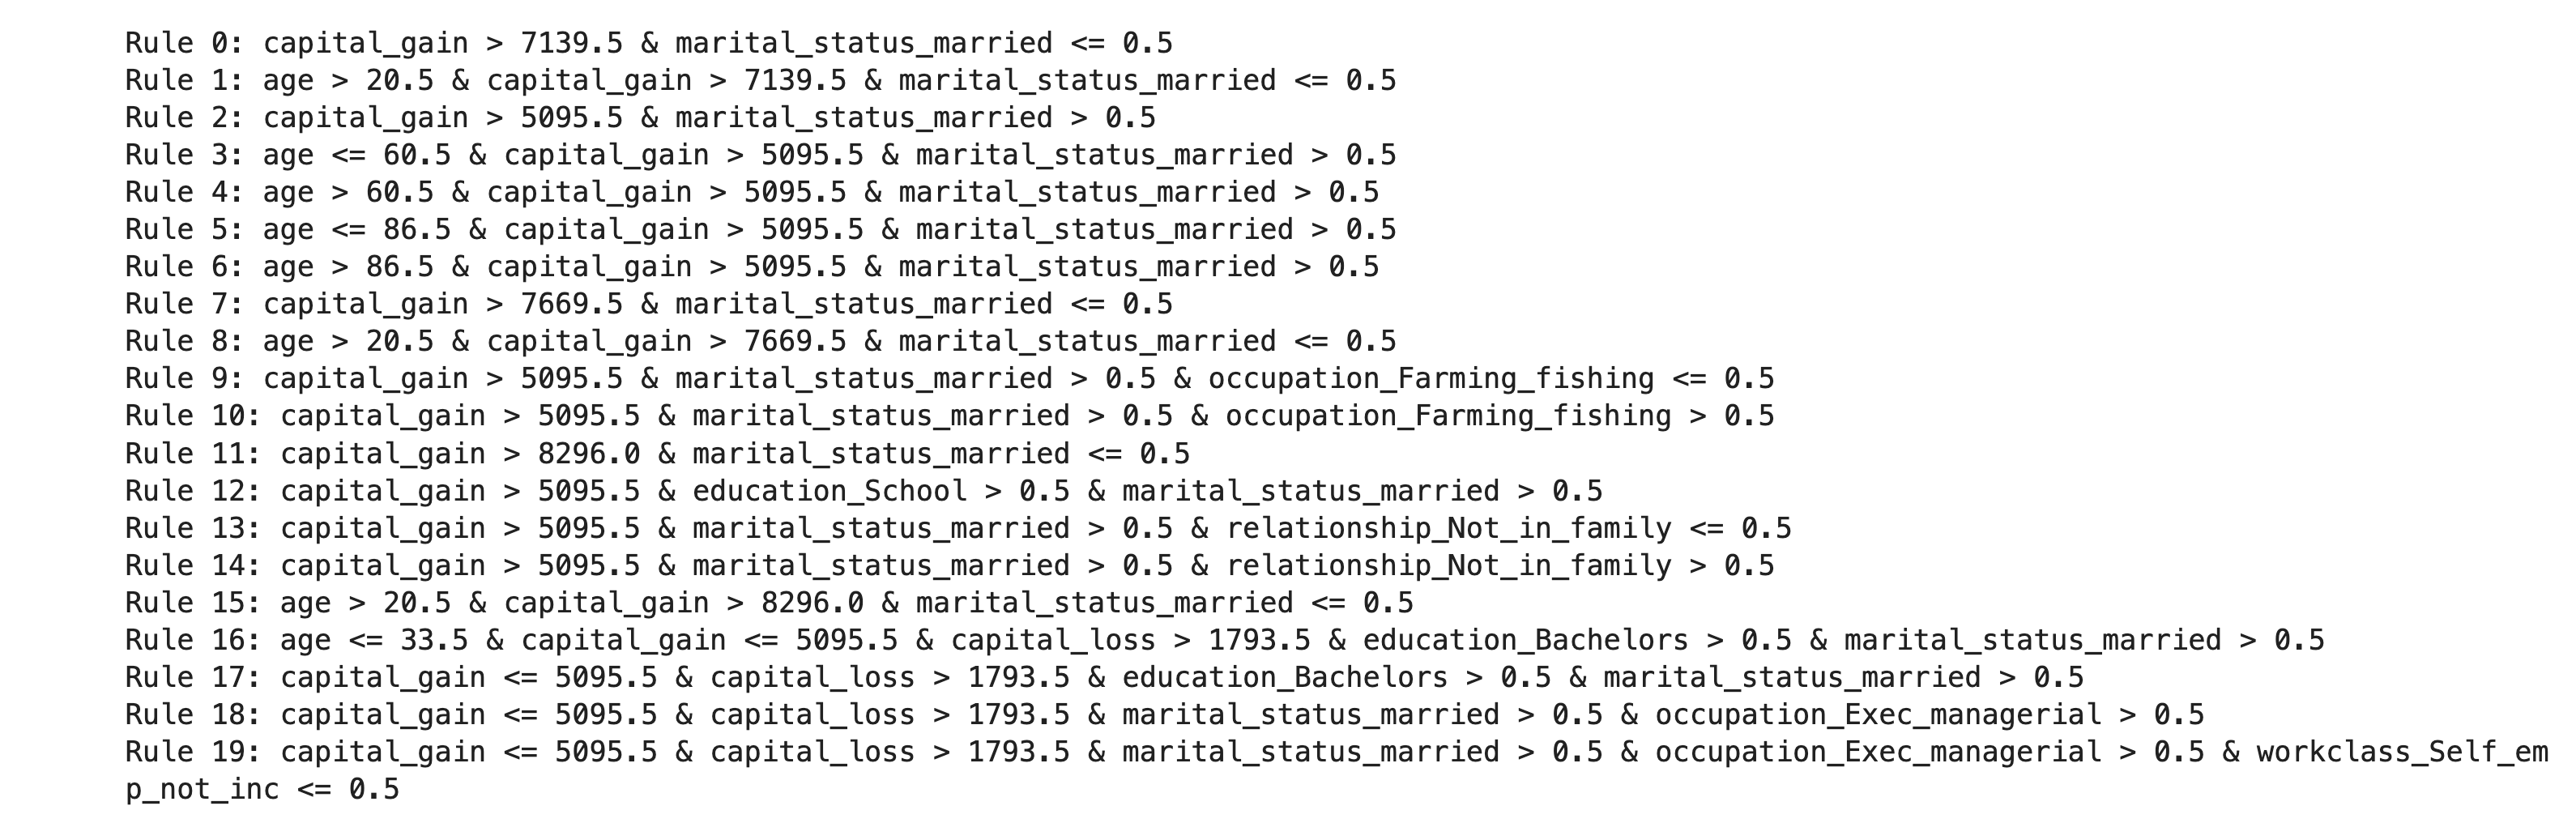 Rule 0: capital_gain > 7139.5 & marital_status_married <= 0.5
Rule 1: age > 20.5 & capital_gain > 7139.5 & marital_status_married <= 0.5
Rule 2: capital_gain > 5095.5 & marital_status_married > 0.5
Rule 3: age <= 60.5 & capital_gain > 5095.5 & marital_status_married > 0.5
Rule 4: age > 60.5 & capital_gain > 5095.5 & marital_status_married > 0.5
Rule 5: age <= 86.5 & capital_gain > 5095.5 & marital_status_married > 0.5
Rule 6: age > 86.5 & capital_gain > 5095.5 & marital_status_married > 0.5
Rule 7: capital_gain > 7669.5 & marital_status_married <= 0.5
Rule 8: age > 20.5 & capital_gain > 7669.5 & marital_status_married <= 0.5
Rule 9: capital_gain > 5095.5 & marital_status_married > 0.5 & occupation_Farming_fishing <= 0.5
Rule 10: capital_gain > 5095.5 & marital_status_married > 0.5 & occupation_Farming_fishing > 0.5
Rule 11: capital_gain > 8296.0 & marital_status_married <= 0.5
Rule 12: capital_gain > 5095.5 & education_School > 0.5 & marital_status_married > 0.5
Rule 13: capital_gain > 5095.5 & marital_status_married > 0.5 & relationship_Not_in_family <= 0.5
Rule 14: capital_gain > 5095.5 & marital_status_married > 0.5 & relationship_Not_in_family > 0.5
Rule 15: age > 20.5 & capital_gain > 8296.0 & marital_status_married <= 0.5
Rule 16: age <= 33.5 & capital_gain <= 5095.5 & capital_loss > 1793.5 & education_Bachelors > 0.5 & marital_status_married > 0.5
Rule 17: capital_gain <= 5095.5 & capital_loss > 1793.5 & education_Bachelors > 0.5 & marital_status_married > 0.5
Rule 18: capital_gain <= 5095.5 & capital_loss > 1793.5 & marital_status_married > 0.5 & occupation_Exec_managerial > 0.5
Rule 19: capital_gain <= 5095.5 & capital_loss > 1793.5 & marital_status_married > 0.5 & occupation_Exec_managerial > 0.5 & workclass_Self_em
p_not_inc <= 0.5